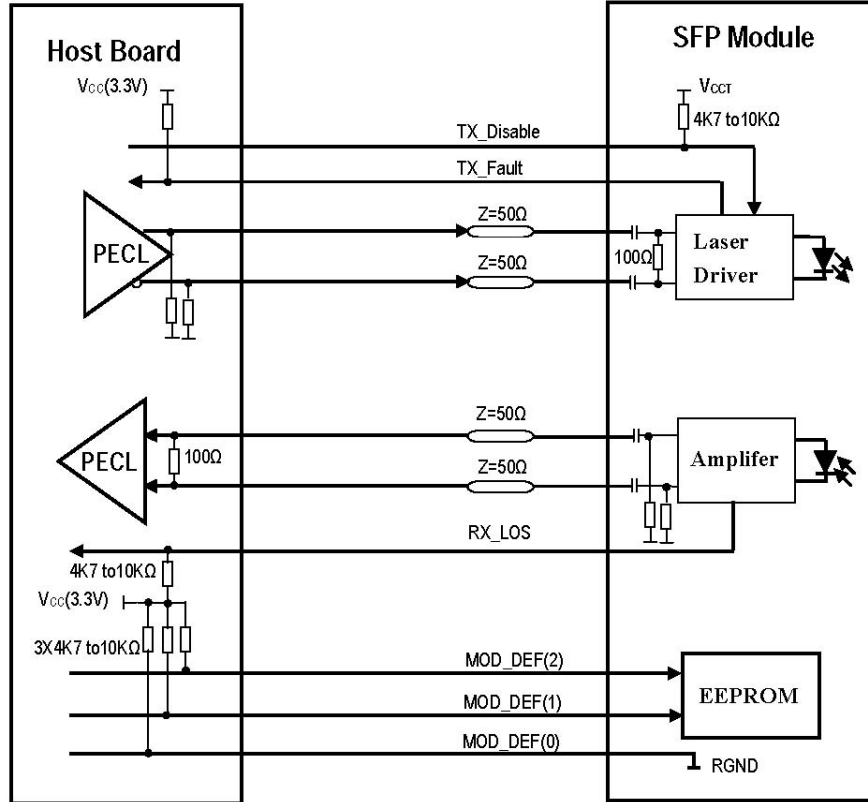 Host Board
SFP Module
Vcc(3.3V)
VCCT
4K7 to10KΩ
TX_Disable
TX_Fault
PECL
Z=50Ω
Z=50Ω
100Ω
Laser
Driver
PECL
100Ω
Z=50Ω
Z=50Ω
Amplifer
RX_LOS
4K7 to10KΩ
Vcc(3.3V)
3X4K7 to10KΩ
MOD_DEF(2)
MOD_DEF(1)
MOD_DEF(0)
EEPROM
RGND